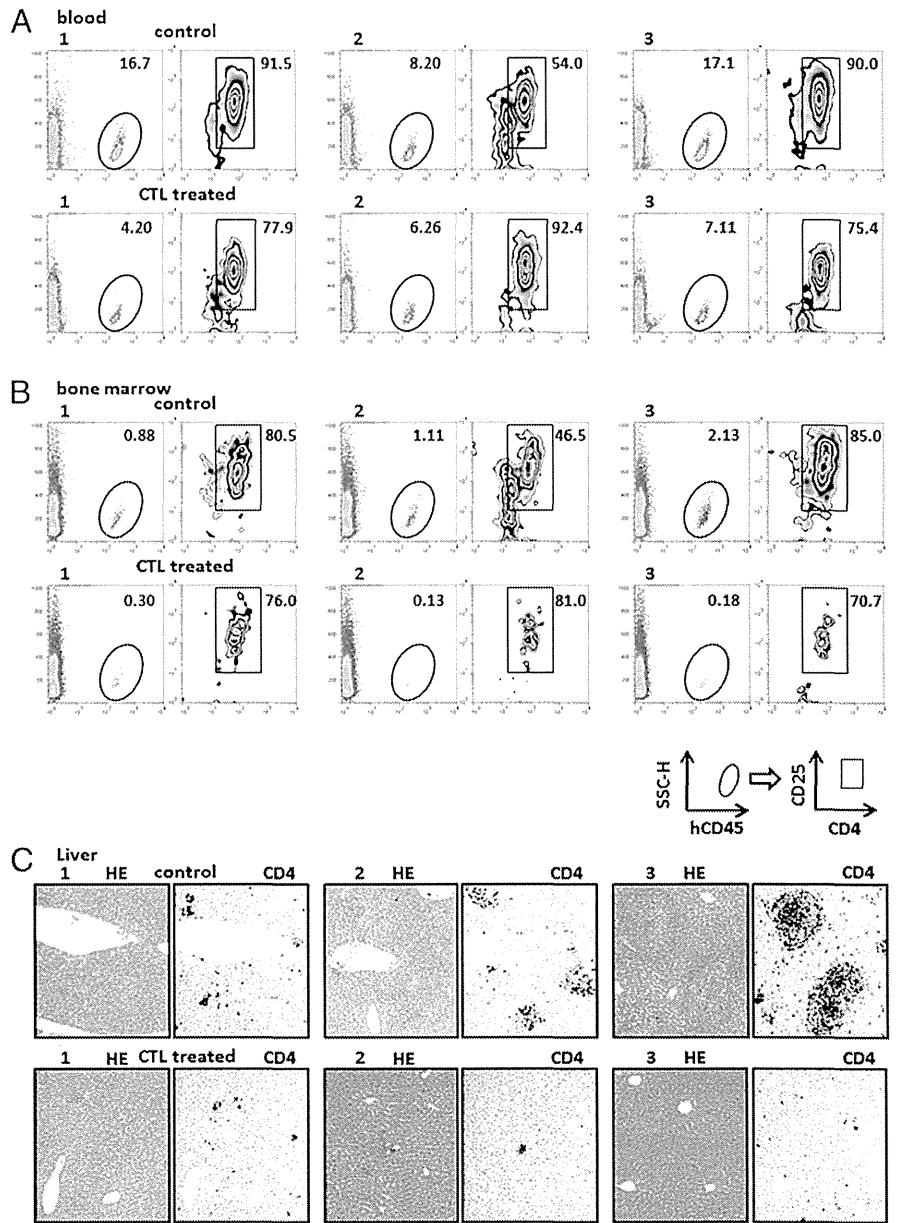 A blood
1 control 2 3
16.7 91.5 8.20 54.0 17.1 90.0
CTL treated
1 2 3
4.20 77.9 6.26 92.4 7.11 75.4
B bone marrow
1 control 2 3
0.88 80.5 1.11 46.5 2.13 85.0
CTL treated
1 2 3
0.30 76.0 0.13 81.0 0.18 70.7
SSC-H CD25
hCD45 CD4
C Liver
1 HE control CD4 2 HE CD4 3 HE CD4
1 HE CTL treated CD4 2 HE CD4 3 HE CD4